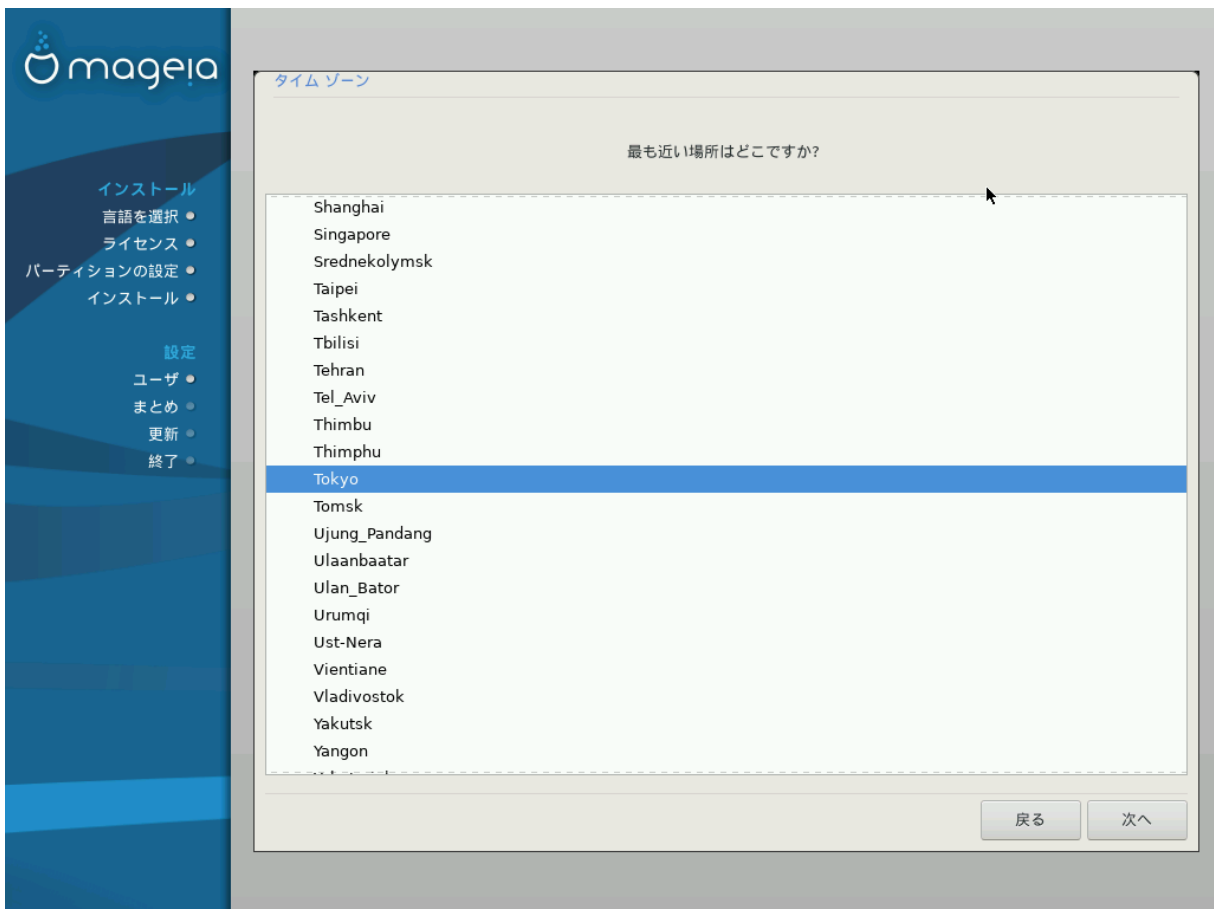 mageia
インストール
言語を選択
ライセンス
パーティションの設定
インストール
設定
ユーザ
まとめ
更新
終了
タイム ゾーン
最も近い場所はどこですか?
Shanghai
Singapore
Srednekolymsk
Taipei
Tashkent
Tbilisi
Tehran
Tel_Aviv
Thimbu
Thimphu
Tokyo
Tomsk
Ujung_Pandang
Ulaanbaatar
Ulan_Bator
Urumqi
Ust-Nera
Vientiane
Vladivostok
Yakutsk
Yangon
戻る
次へ